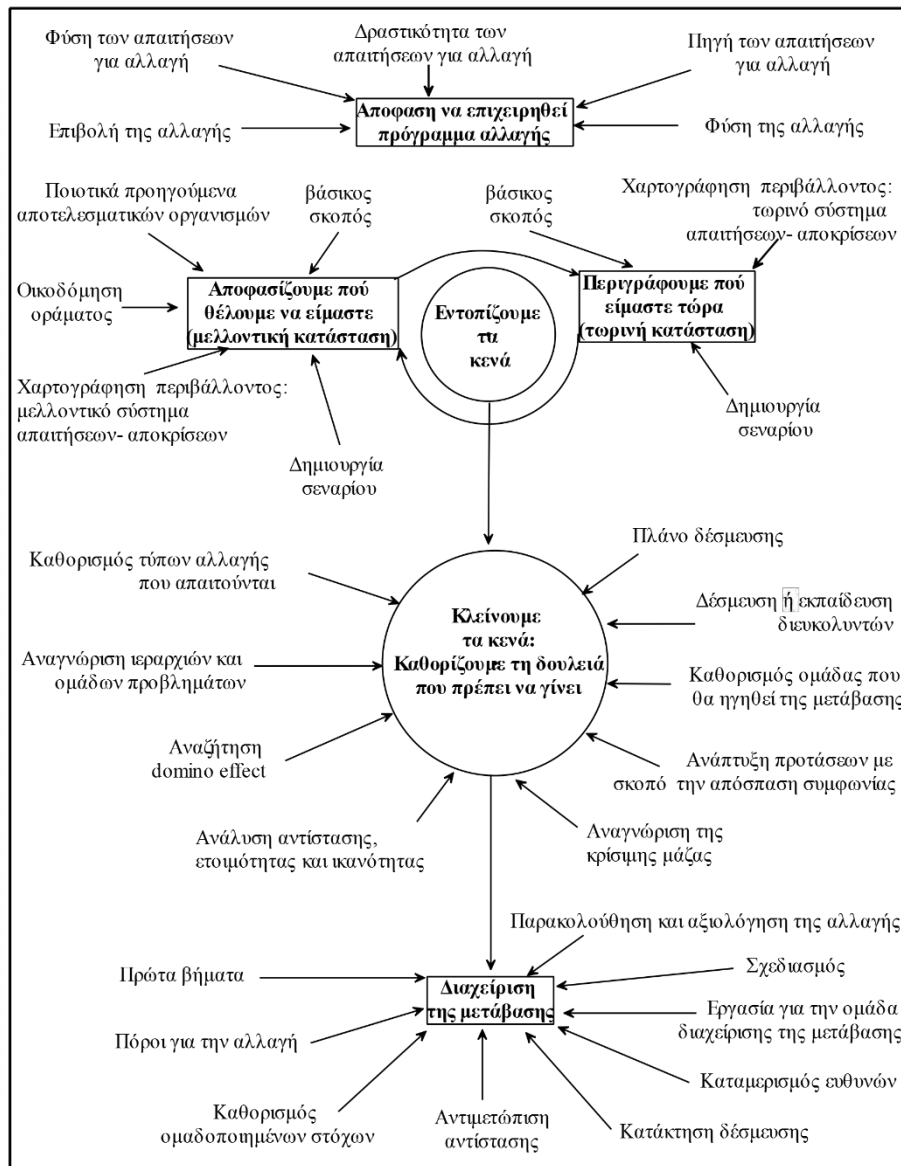 Φύση των απαιτήσεων
για αλλαγή
Δραστικότητα των
απαιτήσεων για αλλαγή
Πηγή των απαιτήσεων
για αλλαγή
Αποφαση να επιχειρηθεί
πρόγραμμα αλλαγής
Επιβολή της αλλαγής
Φύση της αλλαγής
Ποιοτικά προηγούμενα
αποτελεσματικών οργανισμών
βάσικος
σκοπός
βάσικος
σκοπός
Χαρτογράφηση περιβάλλοντος:
τωρινό σύστημα
απαιτήσεων- αποκρίσεων
Οικοδόμηση
οράματος
Αποφασίζουμε πού
θέλουμε να είμαστε
(μελλοντική κατάσταση)
Εντοπίζουμε
τα
κενά
Περιγράφουμε πού
είμαστε τώρα
(τωρινή κατάσταση)
Χαρτογράφηση περιβάλλοντος:
μελλοντικό σύστημα
απαιτήσεων- αποκρίσεων
Δημιουργία
σεναρίου
Δημιουργία
σεναρίου
Καθορισμός τύπων αλλαγής
που απαιτούνται
Πλάνο δέσμευσης
Δέσμευση ή εκπαίδευση
διευκολυντών
Κλείνουμε
τα κενά:
Καθορίζουμε τη δουλειά
που πρέπει να γίνει
Αναγνώριση ιεραρχιών και
ομάδων προβλημάτων
Καθορισμός ομάδας που
θα ηγηθεί της μετάβασης
Αναζήτηση
domino effect
Ανάπτυξη προτάσεων με
σκοπό την απόσπαση συμφωνίας
Ανάλυση αντίστασης,
ετοιμότητας και ικανότητας
Αναγνώριση της
κρίσιμης μάζας
Παρακολούθηση και αξιολόγηση της αλλαγής
Πρώτα βήματα
Σχεδιασμός
Διαχείριση
της μετάβασης
Πόροι για την αλλαγή
Εργασία για την ομάδα
διαχείρισης της μετάβασης
Καταμερισμός ευθυνών
Καθορισμός
ομαδοποιημένων στόχων
Αντιμετώπιση
αντίστασης
Κατάκτηση δέσμευσης